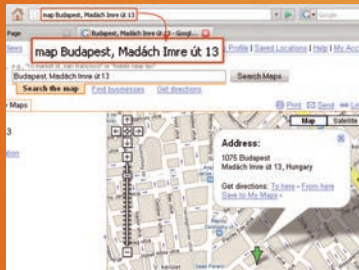 map Budapest, Madách Imre út 13
Page
Budapest, Madách Imre út 13 - Googl...
map Budapest, Madách Imre út 13
News
Profile | Saved Locations | Help | My Acc
Budapest, Madách Imre út 13
Search Maps
Search the map
Find businesses
Get directions
Maps
Print
Send
3
Map
Satellite
Address:
1075 Budapest
Madách Imre út 13, Hungary
Get directions: To here - From here
Save to My Maps